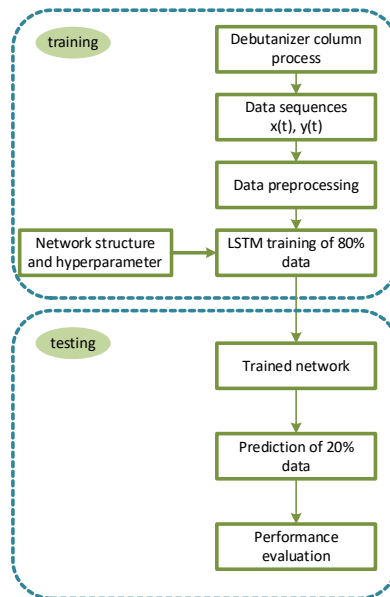 training
Debutanizer column
process
Data sequences
x(t), y(t)
Data preprocessing
Network structure
and hyperparameter
LSTM training of 80%
data
testing
Trained network
Prediction of 20%
data
Performance
evaluation